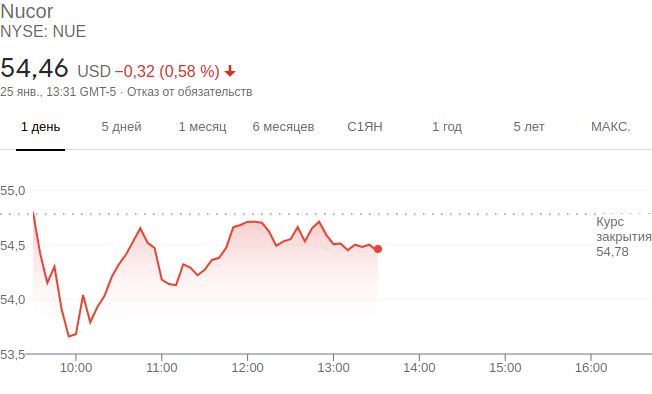 Nucor
NYSE: NUE
54,46 USD −0,32 (0,58 %)
25 янв., 13:31 GMT-5 · Отказ от обязательств
1 день 5 дней 1 месяц 6 месяцев С1ЯН 1 год 5 лет МАКС.
55,0
Курс
закрытия
54,78
54,5
54,0
53,5
10:00 11:00 12:00 13:00 14:00 15:00 16:00